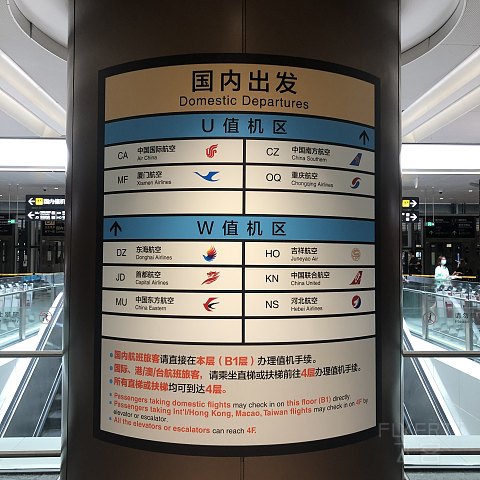 国内出发
Domestic Departures
U 值机区
CA 中国国际航空 Air China
CZ 中国南方航空 China Southern
MF 厦门航空 Xiamen Airlines
OQ 重庆航空 Chongqing Airlines
W 值机区
DZ 东海航空 Donghai Airlines
HO 吉祥航空 Juneyao Air
JD 首都航空 Capital Airlines
KN 中国联合航空 China United
MU 中国东方航空 China Eastern
NS 河北航空 Hebei Airlines
国内航班旅客请直接在本层（B1层）办理值机手续。
国际、港/澳/台航班旅客，请乘坐直梯或扶梯前往4层办理值机手续。
所有直梯或扶梯均可到达4层。
Passengers taking domestic flights may check in on this floor (B1) directly
Passengers taking Int'l/Hong Kong, Macao, Taiwan flights may check in on 4F by
elevator or escalator.
All the elevators or escalators can reach 4F.